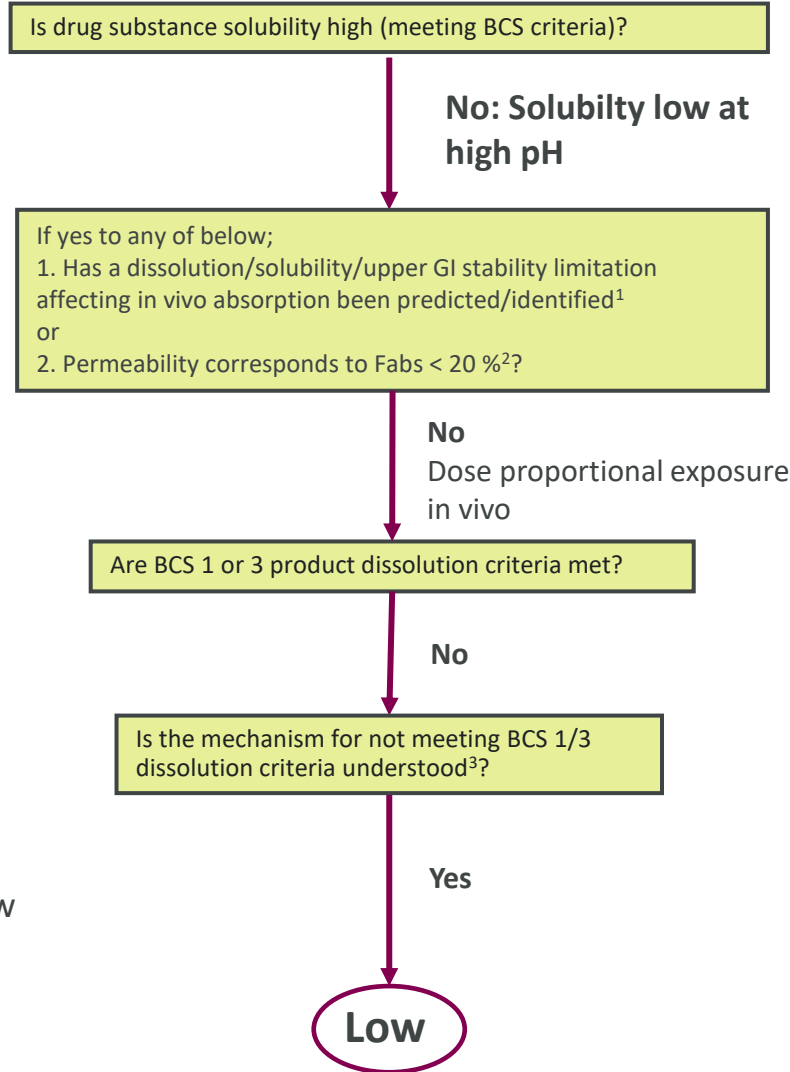 Is drug substance solubility high (meeting BCS criteria)?
No: Solubilty low at
high pH
If yes to any of below;
1. Has a dissolution/solubility/upper GI stability limitation
affecting in vivo absorption been predicted/identified¹
or
2. Permeability corresponds to Fabs < 20 %²?
No
Dose proportional exposure
in vivo
Are BCS 1 or 3 product dissolution criteria met?
No
Is the mechanism for not meeting BCS 1/3
dissolution criteria understood³?
Yes
Low